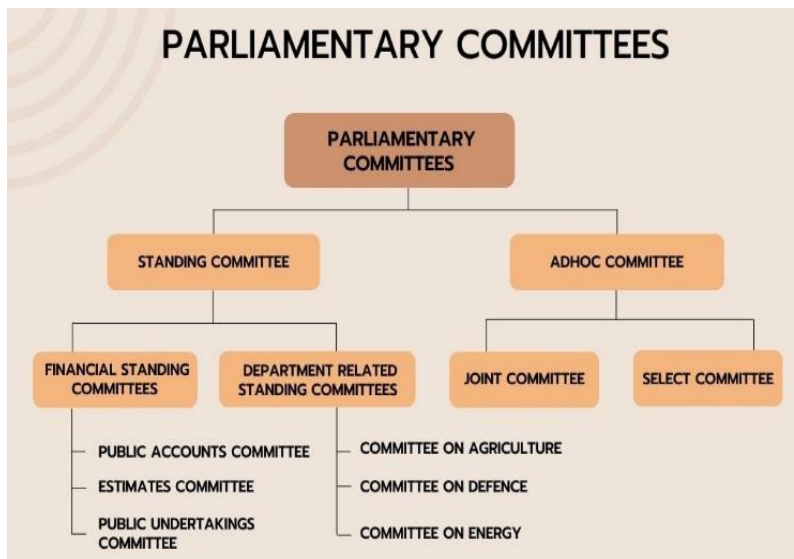 PARLIAMENTARY COMMITTEES
PARLIAMENTARY
COMMITTEES
STANDING COMMITTEE
ADHOC COMMITTEE
FINANCIAL STANDING
COMMITTEES
DEPARTMENT RELATED
STANDING COMMITTEES
JOINT COMMITTEE
SELECT COMMITTEE
PUBLIC ACCOUNTS COMMITTEE
ESTIMATES COMMITTEE
PUBLIC UNDERTAKINGS
COMMITTEE
COMMITTEE ON AGRICULTURE
COMMITTEE ON DEFENCE
COMMITTEE ON ENERGY